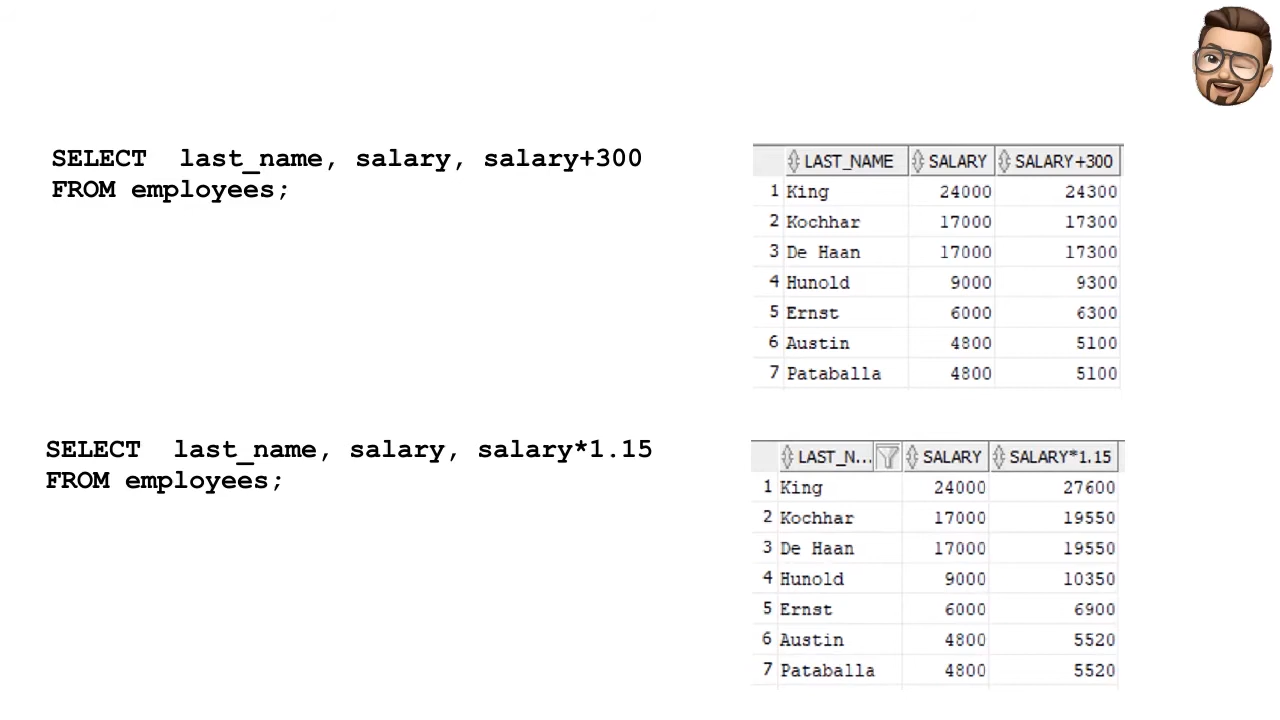 SELECT last_name, salary, salary+300
FROM employees;
LAST_NAME SALARY SALARY+300
1 King 24000 24300
2 Kochhar 17000 17300
3 De Haan 17000 17300
4 Hunold 9000 9300
5 Ernst 6000 6300
6 Austin 4800 5100
7 Pataballa 4800 5100
SELECT last_name, salary, salary*1.15
FROM employees;
LAST_N... SALARY SALARY*1.15
1 King 24000 27600
2 Kochhar 17000 19550
3 De Haan 17000 19550
4 Hunold 9000 10350
5 Ernst 6000 6900
6 Austin 4800 5520
7 Pataballa 4800 5520